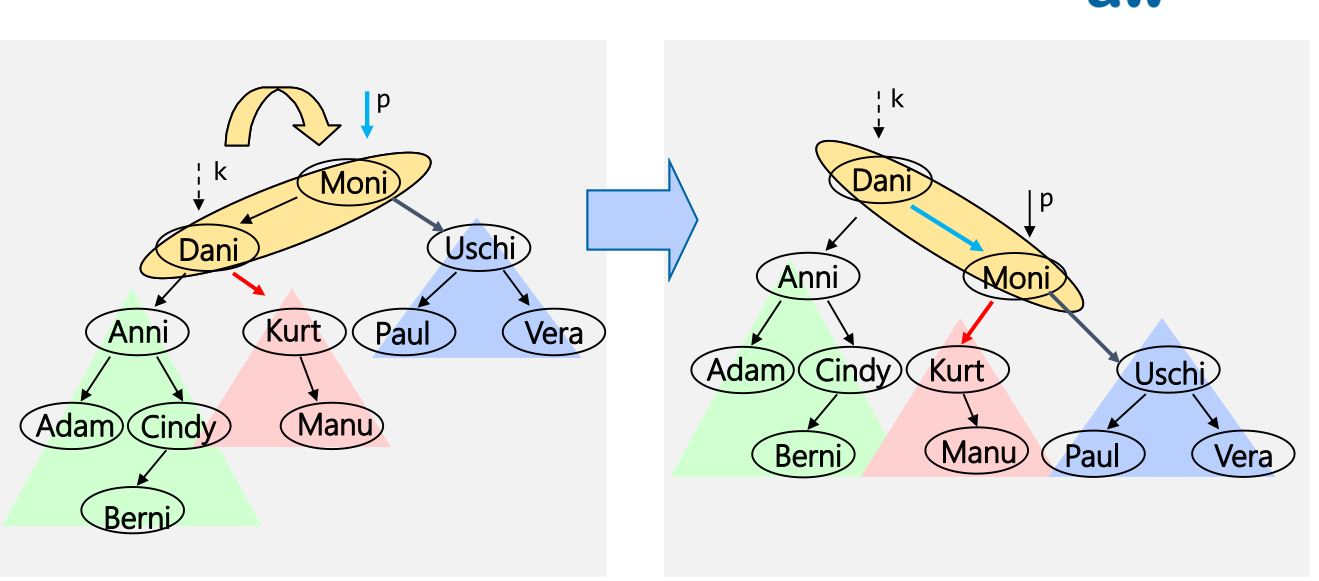 p
k
Moni
Dani
Uschi
Anni
Kurt
Paul
Vera
Adam
Cindy
Manu
Berni
k
Dani
p
Anni
Moni
Adam
Cindy
Kurt
Uschi
Berni
Manu
Paul
Vera